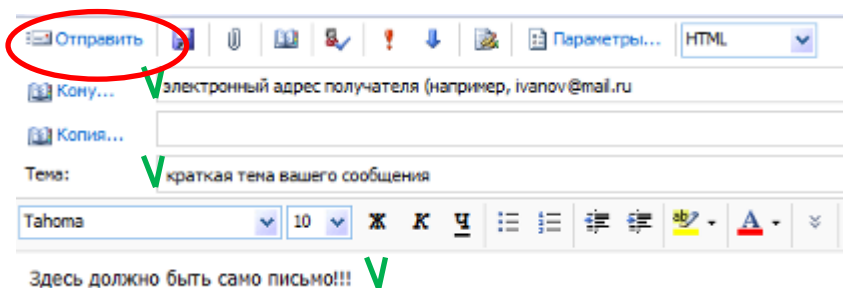 Отправить Параметры... HTML
Кому... электронный адрес получателя (например, ivanov@mail.ru
Копия...
Тема: краткая тема вашего сообщения
Tahoma 10 Ж К Ч ab A
Здесь должно быть само письмо!!!